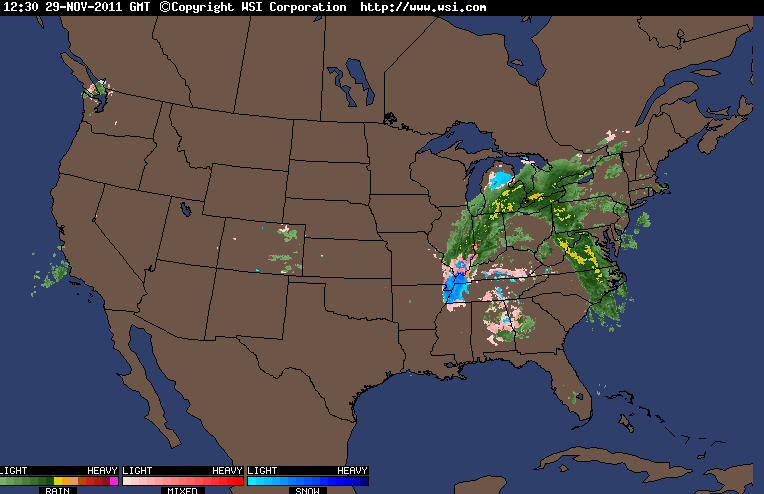 12:30 29-NOV-2011 GMT ©Copyright WSI Corporation http://www.wsi.com
LIGHT HEAVY LIGHT HEAVY LIGHT HEAVY
RAIN MIXED SNOW